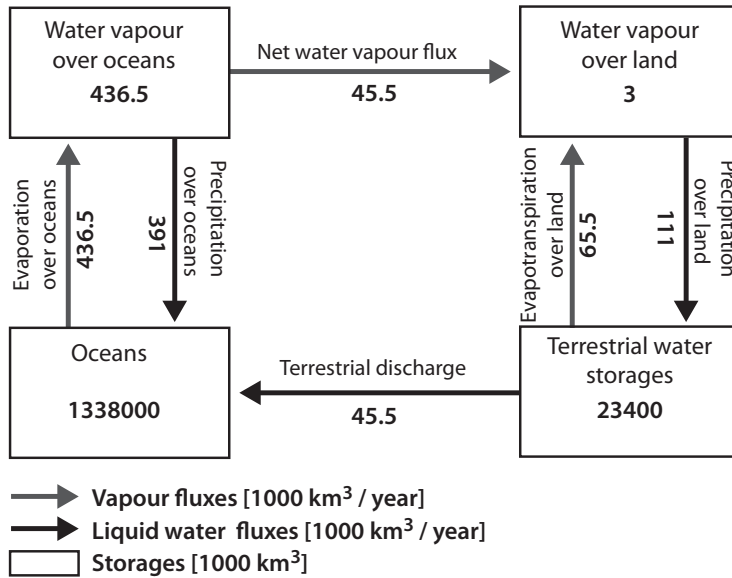 Water vapour
over oceans
436.5
Net water vapour flux
45.5
Water vapour
over land
3
Evaporation
over oceans
436.5
Precipitation
over oceans
391
Evapotranspiration
over land
65.5
Precipitation
over land
111
Oceans
1338000
Terrestrial discharge
45.5
Terrestrial water
storages
23400
Vapour fluxes [1000 km³ / year]
Liquid water fluxes [1000 km³ / year]
Storages [1000 km³]